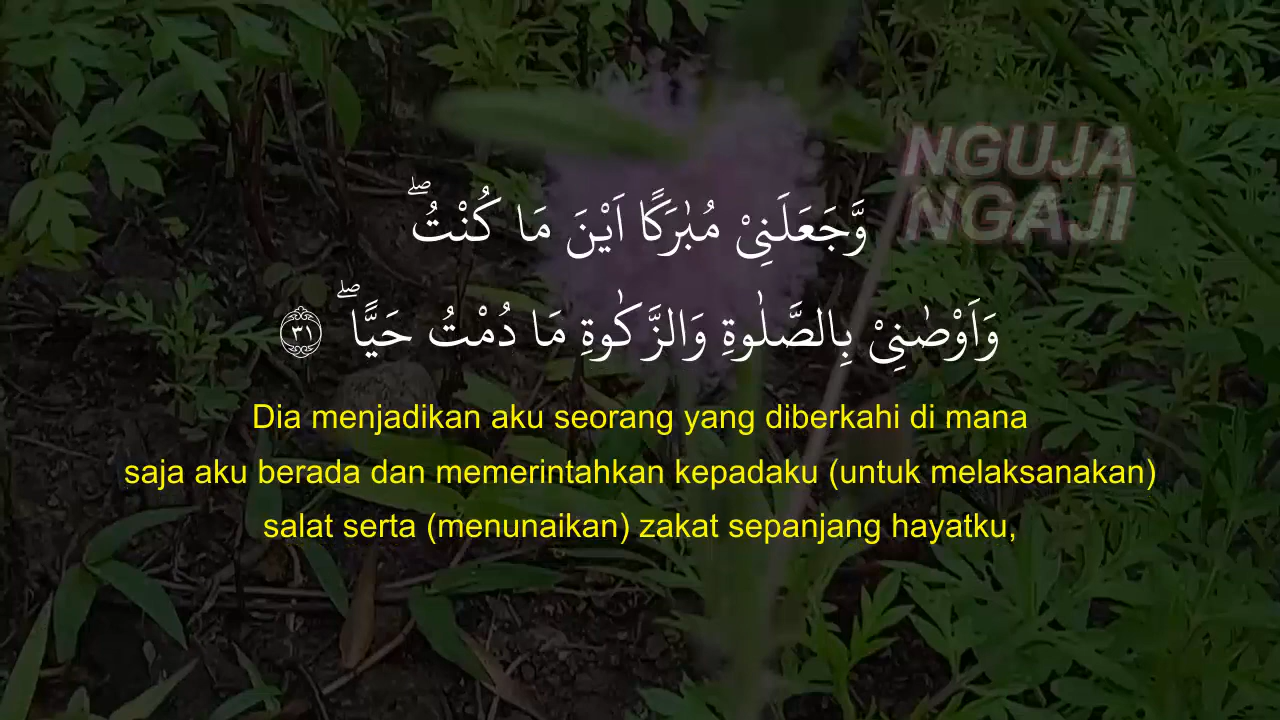 NGUJA
NGAJI
وَّجَعَلَنِيْ مُبٰرَكًا اَيْنَ مَا كُنْتُۖ
وَاَوْصٰنِيْ بِالصَّلٰوةِ وَالزَّكٰوةِ مَا دُمْتُ حَيًّاۖ ۝٣١
Dia menjadikan aku seorang yang diberkahi di mana
saja aku berada dan memerintahkan kepadaku (untuk melaksanakan)
salat serta (menunaikan) zakat sepanjang hayatku,